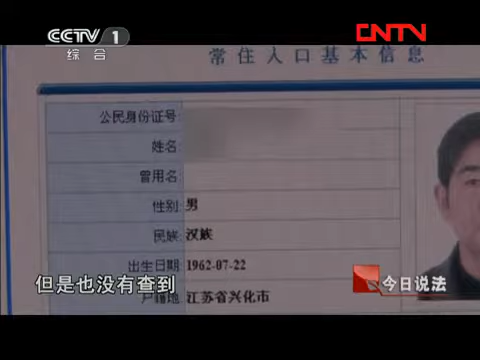 CCTV 1
综合
CNTV
常住人口基本信息
公民身份证号:
姓名:
曾用名:
性别: 男
民族: 汉族
出生日期: 1962-07-22
户籍地: 江苏省兴化市
但是也没有查到
今日说法